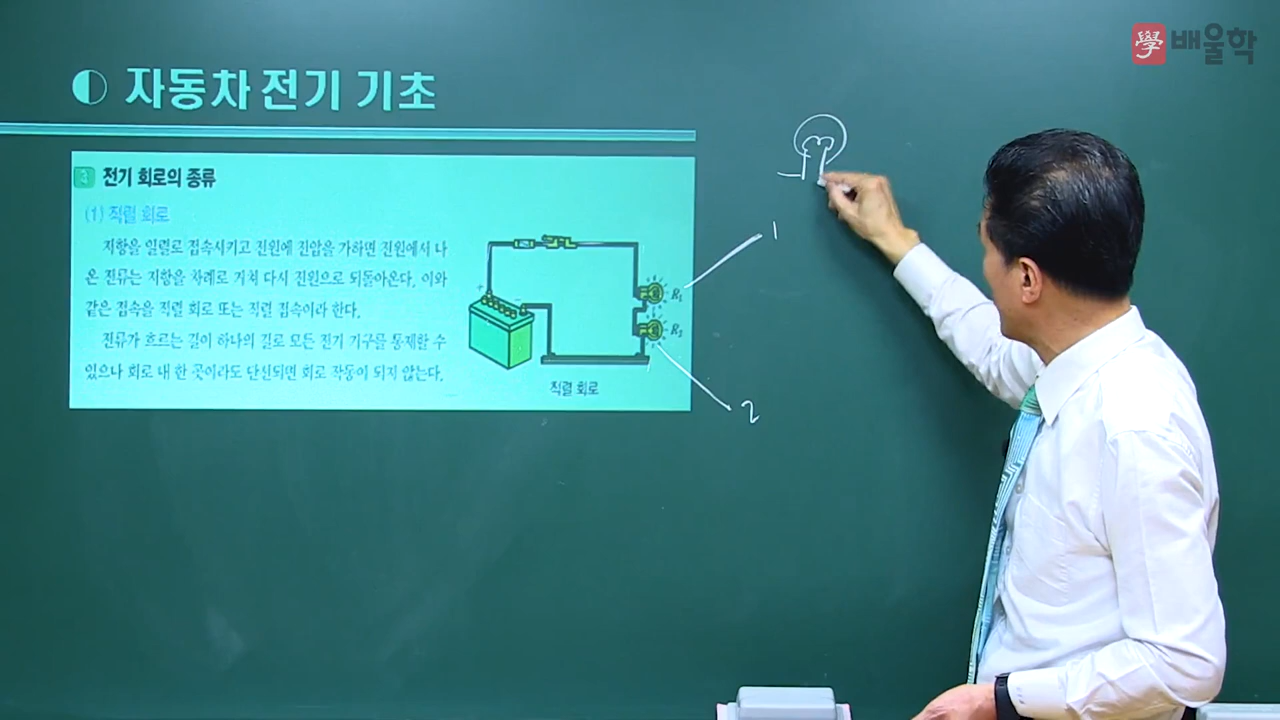 學 배울학
자동차 전기 기초
3 전기 회로의 종류
(1) 직렬 회로
저항을 일렬로 접속시키고 전원에 전압을 가하면 전원에서 나
온 전류는 저항을 차례로 거쳐 다시 전원으로 되돌아온다. 이와
같은 접속을 직렬 회로 또는 직렬 접속이라 한다.
전류가 흐르는 길이 하나의 길로 모든 전기 기구를 통제할 수
있으나 회로 내 한 곳이라도 단선되면 회로 작동이 되지 않는다.
R₁
R₂
직렬 회로
1
2